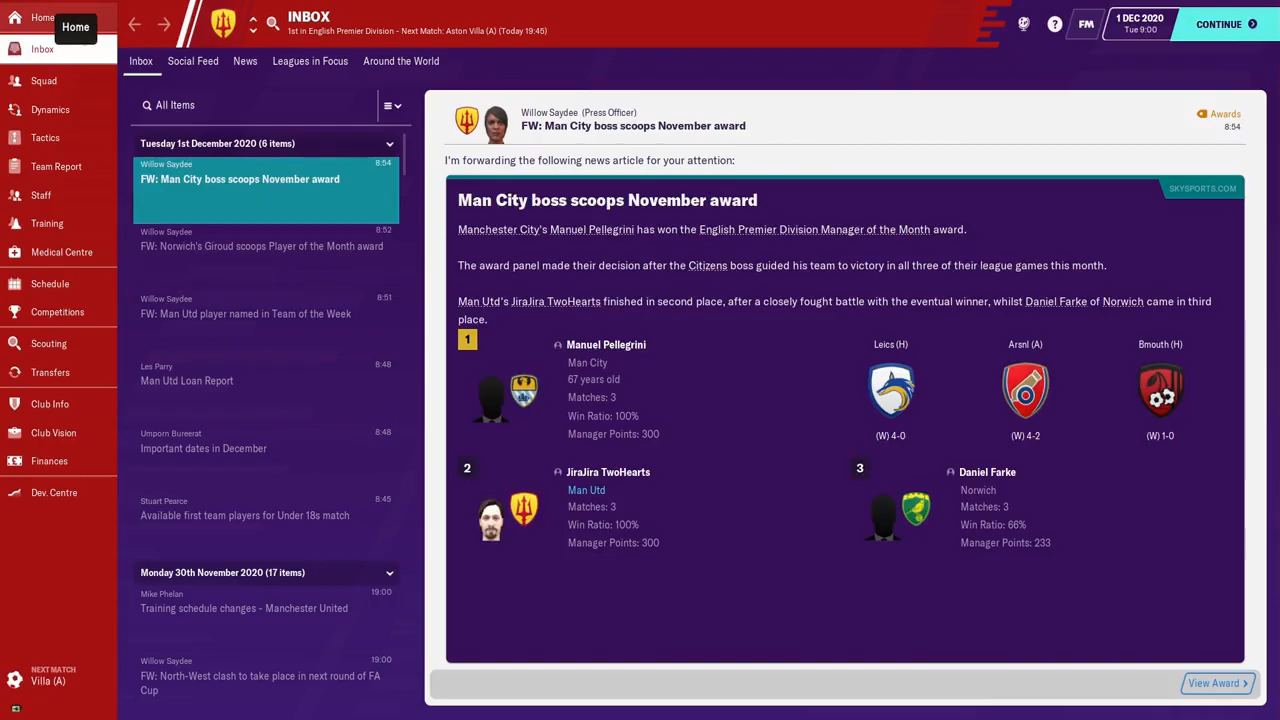 Home
Home
Inbox
Squad
Dynamics
Tactics
Team Report
Staff
Training
Medical Centre
Schedule
Competitions
Scouting
Transfers
Club Info
Club Vision
Finances
Dev. Centre
NEXT MATCH
Villa (A)
INBOX
1st in English Premier Division - Next Match: Aston Villa (A) (Today 19:45)
?
FM
1 DEC 2020
Tue 9:00
CONTINUE
Inbox
Social Feed
News
Leagues in Focus
Around the World
All Items
Tuesday 1st December 2020 (6 items)
Willow Saydee 8:54
FW: Man City boss scoops November award
Willow Saydee 8:52
FW: Norwich's Giroud scoops Player of the Month award
Willow Saydee 8:51
FW: Man Utd player named in Team of the Week
Les Parry 8:48
Man Utd Loan Report
Umporn Bureerat 8:48
Important dates in December
Stuart Pearce 8:45
Available first team players for Under 18s match
Monday 30th November 2020 (17 items)
Mike Phelan 19:00
Training schedule changes - Manchester United
Willow Saydee 19:00
FW: North-West clash to take place in next round of FA
Cup
Willow Saydee (Press Officer)
FW: Man City boss scoops November award
Awards
8:54
I'm forwarding the following news article for your attention:
SKYSPORTS.COM
Man City boss scoops November award
Manchester City's Manuel Pellegrini has won the English Premier Division Manager of the Month award.
The award panel made their decision after the Citizens boss guided his team to victory in all three of their league games this month.
Man Utd's JiraJira TwoHearts finished in second place, after a closely fought battle with the eventual winner, whilst Daniel Farke of Norwich came in third
place.
1
Manuel Pellegrini
Man City
67 years old
Matches: 3
Win Ratio: 100%
Manager Points: 300
Leics (H)
(W) 4-0
Arsnl (A)
(W) 4-2
Bmouth (H)
(W) 1-0
2
JiraJira TwoHearts
Man Utd
Matches: 3
Win Ratio: 100%
Manager Points: 300
3
Daniel Farke
Norwich
Matches: 3
Win Ratio: 66%
Manager Points: 233
View Award